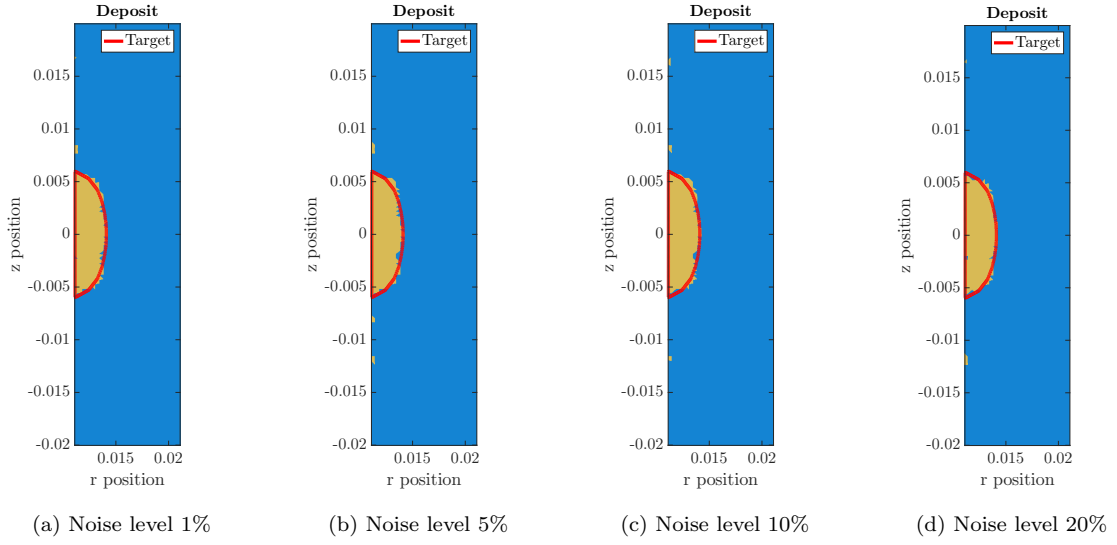 Deposit
Target
0.015
0.01
0.005
0
-0.005
-0.01
-0.015
-0.02
z position
0.015 0.02
r position
(a) Noise level 1%
Deposit
Target
0.015
0.01
0.005
0
-0.005
-0.01
-0.015
-0.02
z position
0.015 0.02
r position
(b) Noise level 5%
Deposit
Target
0.015
0.01
0.005
0
-0.005
-0.01
-0.015
-0.02
z position
0.015 0.02
r position
(c) Noise level 10%
Deposit
Target
0.015
0.01
0.005
0
-0.005
-0.01
-0.015
-0.02
z position
0.015 0.02
r position
(d) Noise level 20%